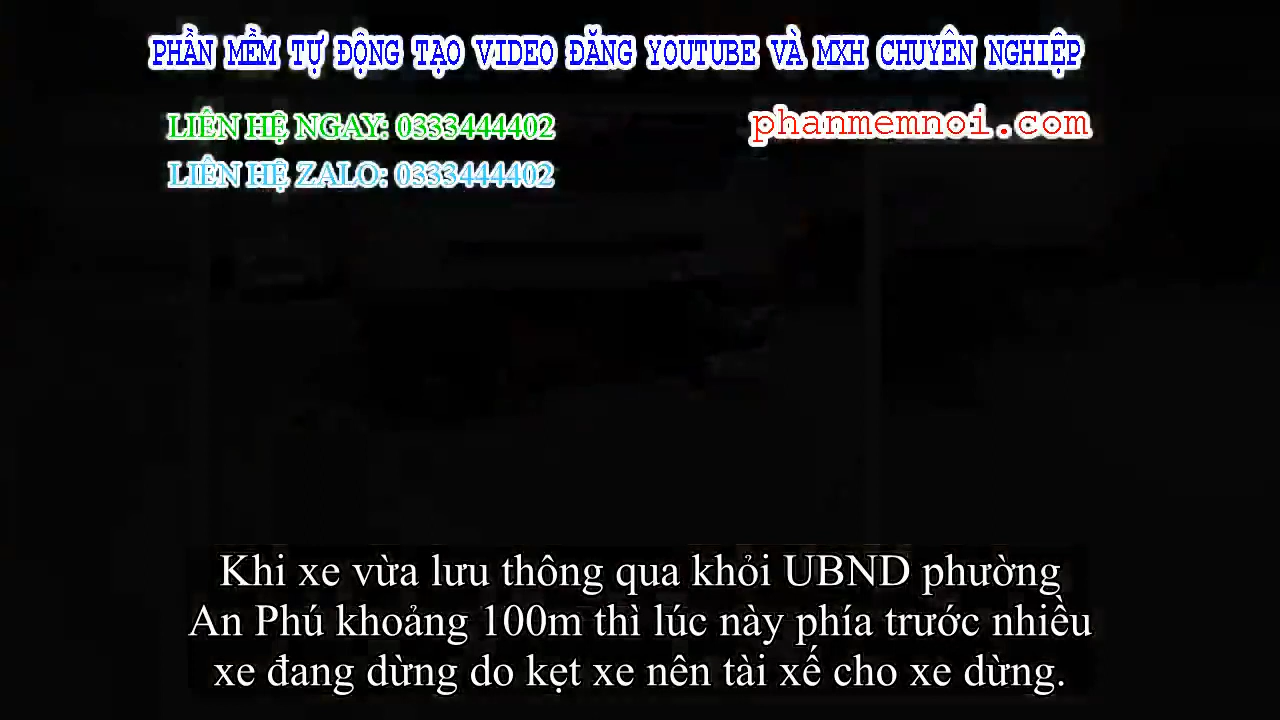 PHẦN MỀM TỰ ĐỘNG TẠO VIDEO ĐĂNG YOUTUBE VÀ MXH CHUYÊN NGHIỆP
LIÊN HỆ NGAY: 0333444402
phanmemnoi.com
LIÊN HỆ ZALO: 0333444402
Khi xe vừa lưu thông qua khỏi UBND phường
An Phú khoảng 100m thì lúc này phía trước nhiều
xe đang dừng do kẹt xe nên tài xế cho xe dừng.